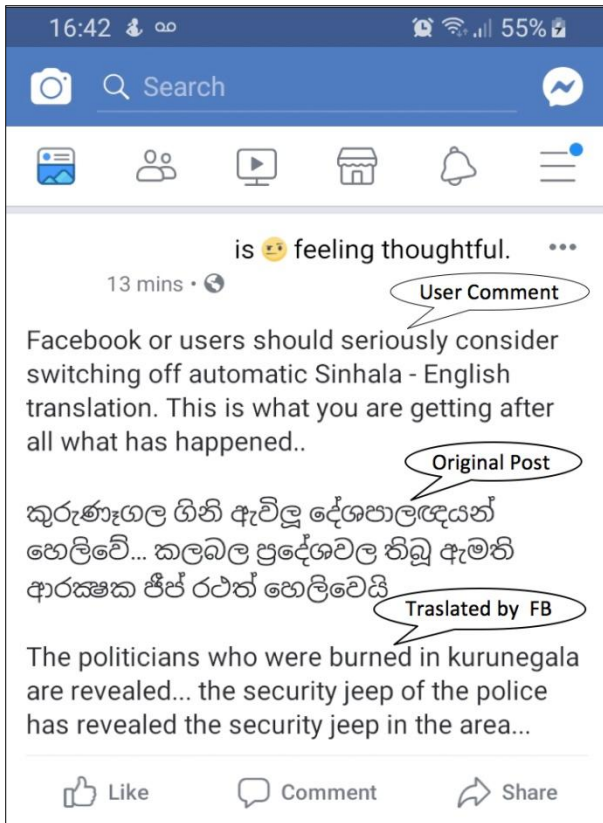 16:42
55%
Search
is feeling thoughtful.
13 mins
User Comment
Facebook or users should seriously consider
switching off automatic Sinhala - English
translation. This is what you are getting after
all what has happened..
Original Post
කුරුණෑගල ගිනි ඇවිලූ දේශපාලඥයන්
හෙලිවේ... කලබල ප්‍රදේශවල තිබූ ඇමති
ආරක්‍ෂක ජීප් රථත් හෙලිවෙයි
Traslated by FB
The politicians who were burned in kurunegala
are revealed... the security jeep of the police
has revealed the security jeep in the area...
Like
Comment
Share